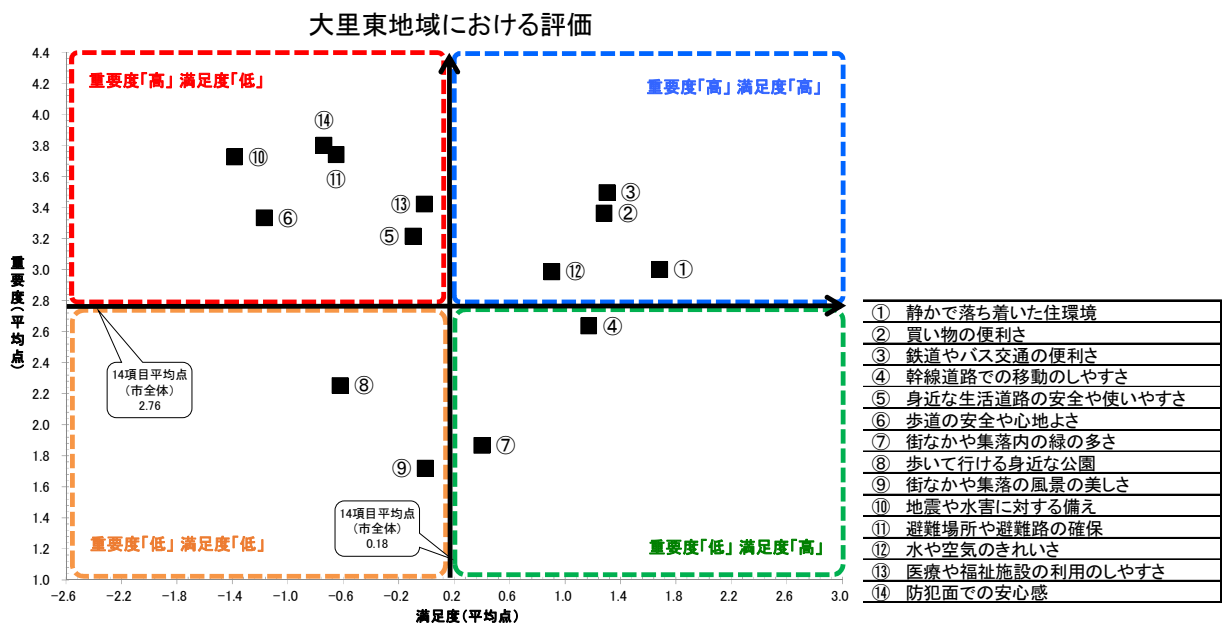 大里東地域における評価
4.4
4.2
4.0
3.8
3.6
3.4
3.2
3.0
2.8
2.6
2.4
2.2
2.0
1.8
1.6
1.4
1.2
1.0
重要度(平均点)
重要度「高」 満足度「低」
重要度「高」 満足度「高」
⑭
⑩
⑪
⑬
⑥
⑤
③
②
⑫
①
④
14項目平均点
(市全体)
2.76
⑧
⑦
⑨
14項目平均点
(市全体)
0.18
重要度「低」 満足度「低」
重要度「低」 満足度「高」
-2.6 -2.2 -1.8 -1.4 -1.0 -0.6 -0.2 0.2 0.6 1.0 1.4 1.8 2.2 2.6 3.0
満足度(平均点)
① 静かで落ち着いた住環境
② 買い物の便利さ
③ 鉄道やバス交通の便利さ
④ 幹線道路での移動のしやすさ
⑤ 身近な生活道路の安全や使いやすさ
⑥ 歩道の安全や心地よさ
⑦ 街なかや集落内の緑の多さ
⑧ 歩いて行ける身近な公園
⑨ 街なかや集落の風景の美しさ
⑩ 地震や水害に対する備え
⑪ 避難場所や避難路の確保
⑫ 水や空気のきれいさ
⑬ 医療や福祉施設の利用のしやすさ
⑭ 防犯面での安心感